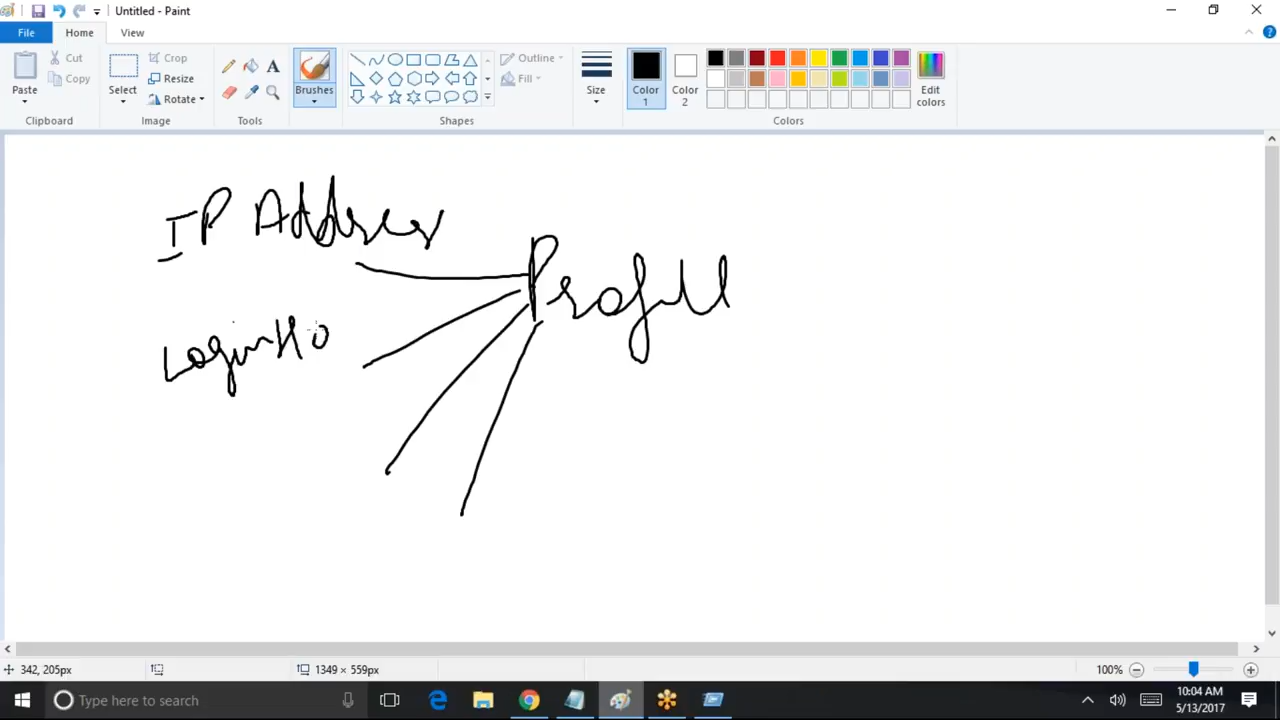 Untitled - Paint
File
Home
View
Paste
Cut
Copy
Clipboard
Select
Crop
Resize
Rotate
Image
Tools
Brushes
Shapes
Outline
Fill
Size
Color 1
Color 2
Edit colors
Colors
IP Address
Profile
Login Ho
342, 205px
1349 × 559px
100%
Type here to search
10:04 AM
5/13/2017